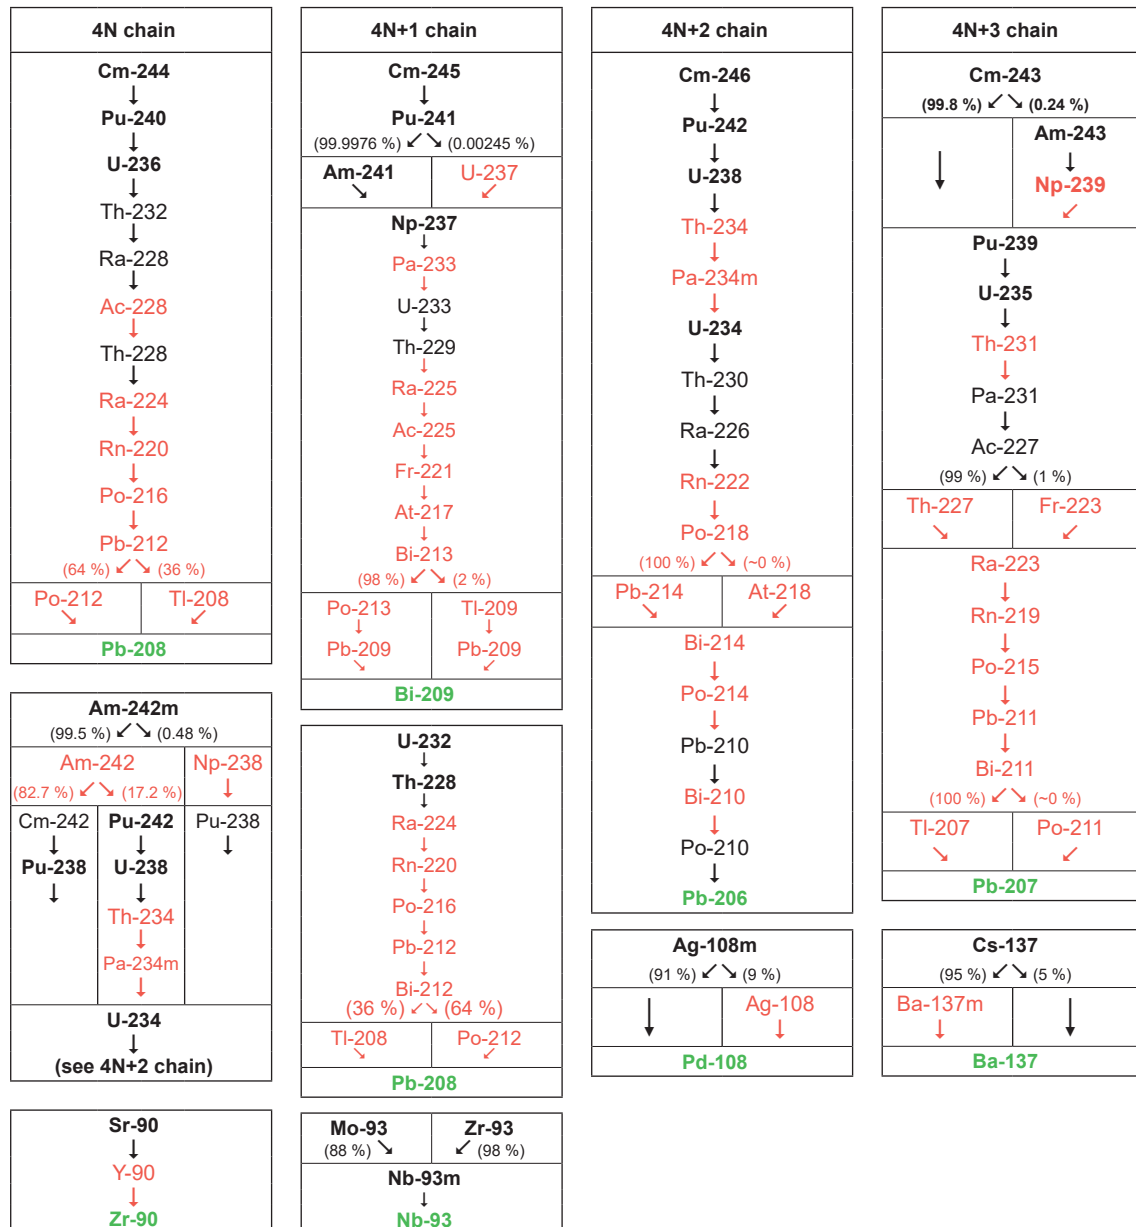 4N chain
Cm-244
Pu-240
U-236
Th-232
Ra-228
Ac-228
Th-228
Ra-224
Rn-220
Po-216
Pb-212
(64 %) (36 %)
Po-212 Tl-208
Pb-208
4N+1 chain
Cm-245
Pu-241
(99.9976 %) (0.00245 %)
Am-241 U-237
Np-237
Pa-233
U-233
Th-229
Ra-225
Ac-225
Fr-221
At-217
Bi-213
(98 %) (2 %)
Po-213 Tl-209
Pb-209 Pb-209
Bi-209
4N+2 chain
Cm-246
Pu-242
U-238
Th-234
Pa-234m
U-234
Th-230
Ra-226
Rn-222
Po-218
(100 %) (~0 %)
Pb-214 At-218
Bi-214
Po-214
Pb-210
Bi-210
Po-210
Pb-206
4N+3 chain
Cm-243
(99.8 %) (0.24 %)
Am-243
Np-239
Pu-239
U-235
Th-231
Pa-231
Ac-227
(99 %) (1 %)
Th-227 Fr-223
Ra-223
Rn-219
Po-215
Pb-211
Bi-211
(100 %) (~0 %)
Tl-207 Po-211
Pb-207
Am-242m
(99.5 %) (0.48 %)
Am-242 Np-238
(82.7 %) (17.2 %)
Cm-242 Pu-242 Pu-238
Pu-238 U-238
Th-234
Pa-234m
U-234
(see 4N+2 chain)
U-232
Th-228
Ra-224
Rn-220
Po-216
Pb-212
Bi-212
(36 %) (64 %)
Tl-208 Po-212
Pb-208
Ag-108m
(91 %) (9 %)
Ag-108
Pd-108
Cs-137
(95 %) (5 %)
Ba-137m
Ba-137
Sr-90
Y-90
Zr-90
Mo-93 Zr-93
(88 %) (98 %)
Nb-93m
Nb-93